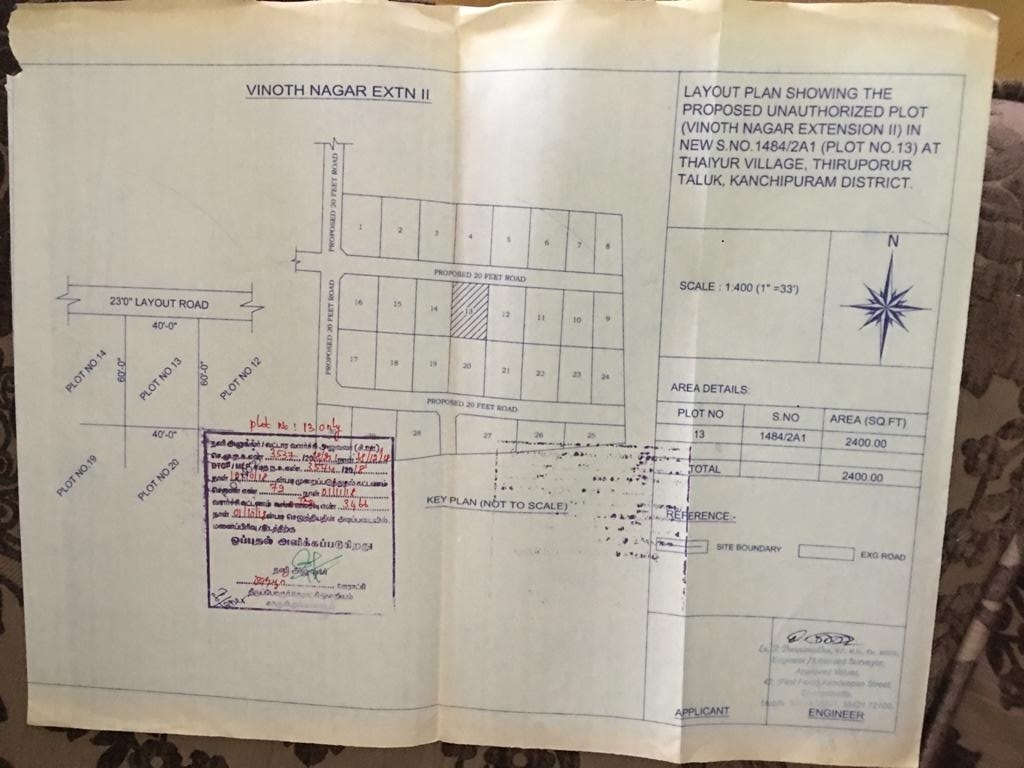 VINOTH NAGAR EXTN II
LAYOUT PLAN SHOWING THE
PROPOSED UNAUTHORIZED PLOT
(VINOTH NAGAR EXTENSION II) IN
NEW S.NO.1484/2A1 (PLOT NO.13) AT
THAIYUR VILLAGE, THIRUPORUR
TALUK, KANCHIPURAM DISTRICT.
SCALE : 1:400 (1" =33')
N
AREA DETAILS:
PLOT NO S.NO AREA (SQ.FT)
13 1484/2A1 2400.00
TOTAL 2400.00
REFERENCE:-
SITE BOUNDARY
EXG ROAD
APPLICANT
ENGINEER
Engineer / Licensed Surveyor,
PROPOSED 20 FEET ROAD
1 2 3 4 5 6 7 8
PROPOSED 20 FEET ROAD
16 15 14 13 12 11 10 9
PROPOSED 20 FEET ROAD
17 18 19 20 21 22 23 24
PROPOSED 20 FEET ROAD
28 27 26 25
KEY PLAN (NOT TO SCALE)
23'0" LAYOUT ROAD
40'-0"
PLOT NO.14
60'-0"
PLOT NO.13
60'-0"
PLOT NO.12
40'-0"
PLOT NO.19
PLOT NO.20
plot No : 13 only
ஒப்புதல் அளிக்கப்படுகிறது